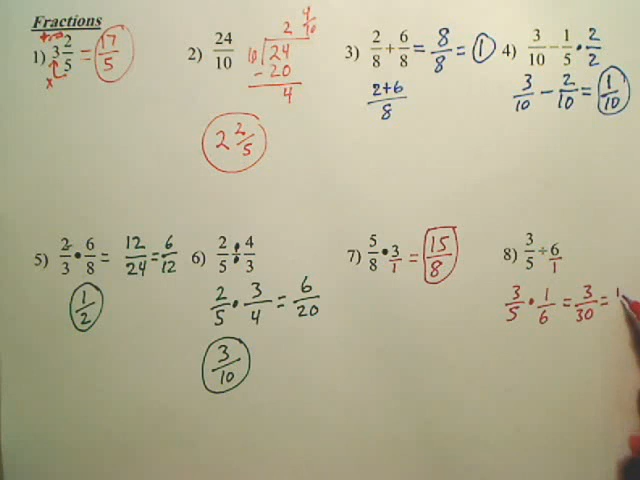 Fractions
1) 3 2/5 = 17/5
x
2) 24/10
2 4/10
10 24
- 20
4
2 2/5
3) 2/8 + 6/8 = 8/8 = 1
2+6/8
4) 3/10 - 1/5 • 2/2
3/10 - 2/10 = 1/10
5) 2/3 • 6/8 = 12/24 = 6/12
1/2
6) 2/5 ÷ 4/3
2/5 • 3/4 = 6/20
3/10
7) 5/8 • 3/1 = 15/8
8) 3/5 ÷ 6/1
3/5 • 1/6 = 3/30 = 1